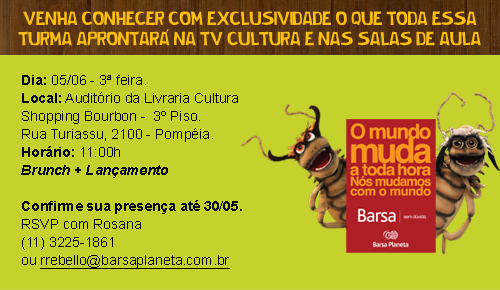 VENHA CONHECER COM EXCLUSIVIDADE O QUE TODA ESSA
TURMA APRONTARÁ NA TV CULTURA E NAS SALAS DE AULA
Dia: 05/06 - 3ª feira.
Local: Auditório da Livraria Cultura
Shopping Bourbon - 3º Piso.
Rua Turiassu, 2100 - Pompéia.
Horário: 11:00h
Brunch + Lançamento
Confirme sua presença até 30/05.
RSVP com Rosana
(11) 3225-1861
ou rrebello@barsaplaneta.com.br
O mundo
muda
a toda hora
Nós mudamos
com o mundo
Barsa | sem dúvida.
Barsa Planeta